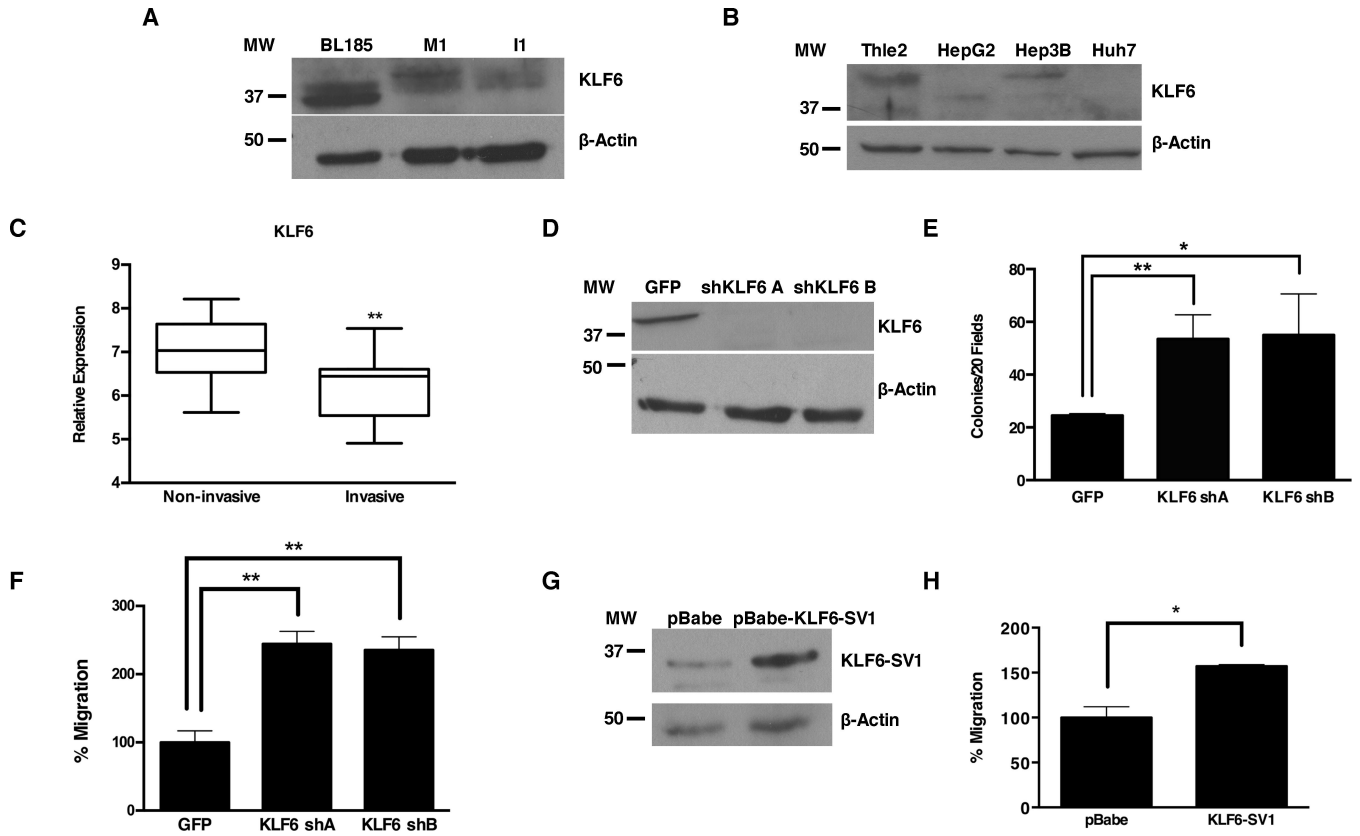 A
MW BL185 M1 I1
KLF6
37
50
β-Actin
B
MW Thle2 HepG2 Hep3B Huh7
KLF6
37
50
β-Actin
C
KLF6
Relative Expression
9
8
7
6
5
4
**
Non-invasive Invasive
D
MW GFP shKLF6 A shKLF6 B
KLF6
37
50
β-Actin
E
Colonies/20 Fields
80
60
40
20
0
*
**
GFP KLF6 shA KLF6 shB
F
% Migration
300
200
100
0
**
**
GFP KLF6 shA KLF6 shB
G
MW pBabe pBabe-KLF6-SV1
37
KLF6-SV1
50
β-Actin
H
% Migration
200
150
100
50
0
*
pBabe KLF6-SV1